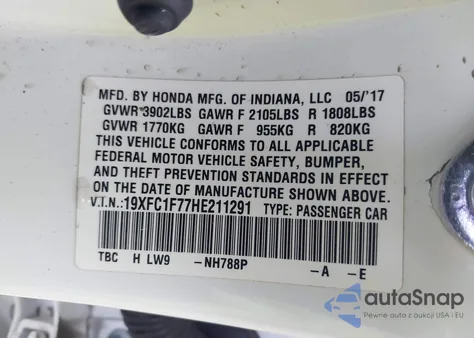 MFD. BY HONDA MFG. OF INDIANA, LLC 05/'17
GVWR 3902LBS GAWR F 2105LBS R 1808LBS
GVWR 1770KG GAWR F 955KG R 820KG
THIS VEHICLE CONFORMS TO ALL APPLICABLE
FEDERAL MOTOR VEHICLE SAFETY, BUMPER,
AND THEFT PREVENTION STANDARDS IN EFFECT
ON THE DATE OF MANUFACTURE SHOWN ABOVE.
V.I.N.: 19XFC1F77HE211291 TYPE: PASSENGER CAR
TBC H LW9 -NH788P -A -E
autoSnap
Pewne auta z aukcji USA i EU